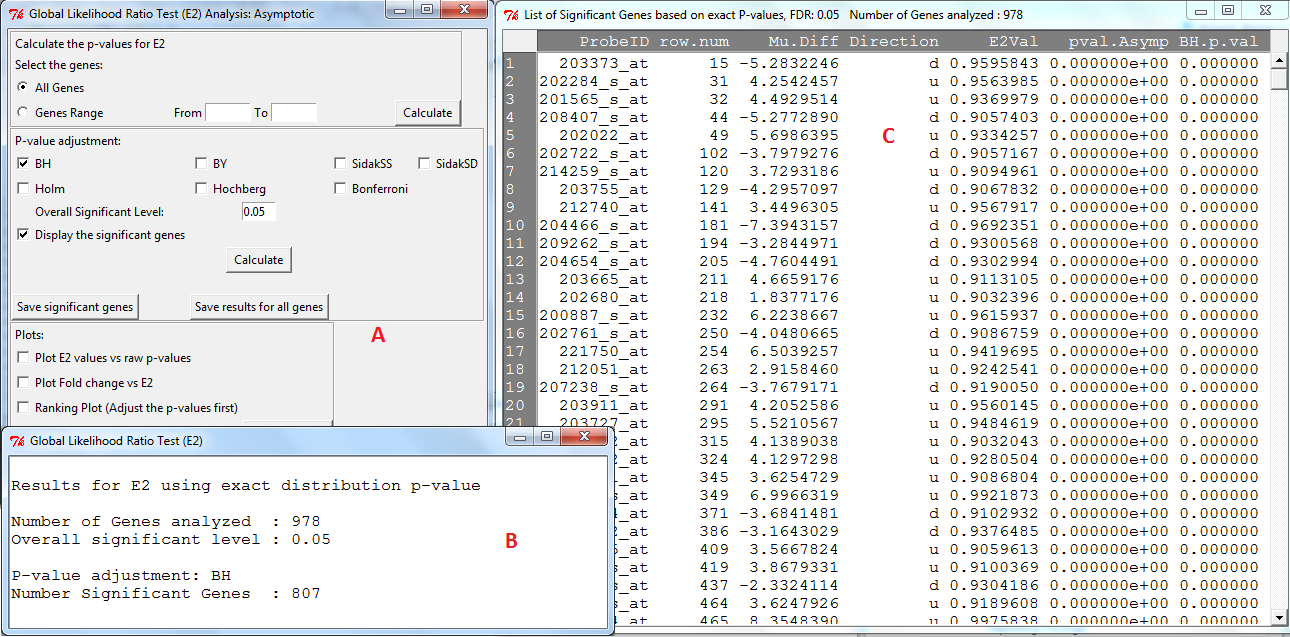 Global Likelihood Ratio Test (E2) Analysis: Asymptotic
Calculate the p-values for E2
Select the genes:
All Genes
Genes Range From To Calculate
P-value adjustment:
BH BY SidakSS SidakSD
Holm Hochberg Bonferroni
Overall Significant Level: 0.05
Display the significant genes
Calculate
Save significant genes Save results for all genes
A
Plots:
Plot E2 values vs raw p-values
Plot Fold change vs E2
Ranking Plot (Adjust the p-values first)
Global Likelihood Ratio Test (E2)
Results for E2 using exact distribution p-value
Number of Genes analyzed : 978
Overall significant level : 0.05
B
P-value adjustment: BH
Number Significant Genes : 807
List of Significant Genes based on exact P-values, FDR: 0.05 Number of Genes analyzed : 978
ProbeID row.num Mu.Diff Direction E2Val pval.Asymp BH.p.val
1 203373_at 15 -5.2832246 d 0.9595843 0.000000e+00 0.000000
2 202284_s_at 31 4.2542457 u 0.9563985 0.000000e+00 0.000000
3 201565_s_at 32 4.4929514 u 0.9369979 0.000000e+00 0.000000
4 208407_s_at 44 -5.2772890 d 0.9057403 0.000000e+00 0.000000
5 202022_at 49 5.6986395 u 0.9334257 0.000000e+00 0.000000
C
6 202722_s_at 102 -3.7979276 d 0.9057167 0.000000e+00 0.000000
7 214259_s_at 120 3.7293186 u 0.9094961 0.000000e+00 0.000000
8 203755_at 129 -4.2957097 d 0.9067832 0.000000e+00 0.000000
9 212740_at 141 3.4496305 u 0.9567917 0.000000e+00 0.000000
10 204466_s_at 181 -7.3943157 d 0.9692351 0.000000e+00 0.000000
11 209262_s_at 194 -3.2844971 d 0.9300568 0.000000e+00 0.000000
12 204654_s_at 205 -4.7604491 d 0.9302994 0.000000e+00 0.000000
13 203665_at 211 4.6659176 u 0.9113105 0.000000e+00 0.000000
14 202680_at 218 1.8377176 u 0.9032396 0.000000e+00 0.000000
15 200887_s_at 232 6.2238667 u 0.9615937 0.000000e+00 0.000000
16 202761_s_at 250 -4.0480665 d 0.9086759 0.000000e+00 0.000000
17 221750_at 254 6.5039257 u 0.9419695 0.000000e+00 0.000000
18 212051_at 263 2.9158460 u 0.9242541 0.000000e+00 0.000000
19 207238_s_at 264 -3.7679171 d 0.9190050 0.000000e+00 0.000000
20 203911_at 291 4.2052586 u 0.9560145 0.000000e+00 0.000000
21 203727_at 295 5.5210567 u 0.9484619 0.000000e+00 0.000000
_at 315 4.1389038 u 0.9032043 0.000000e+00 0.000000
_at 324 4.1297298 u 0.9280504 0.000000e+00 0.000000
_at 345 3.6254729 u 0.9086804 0.000000e+00 0.000000
s_at 349 6.9966319 u 0.9921873 0.000000e+00 0.000000
_at 371 -3.6841481 d 0.9102932 0.000000e+00 0.000000
_at 386 -3.1643029 d 0.9376485 0.000000e+00 0.000000
_at 409 3.5667824 u 0.9059613 0.000000e+00 0.000000
s_at 419 3.8679331 u 0.9100369 0.000000e+00 0.000000
s_at 437 -2.3324114 d 0.9304186 0.000000e+00 0.000000
s_at 464 3.6247926 u 0.9189608 0.000000e+00 0.000000
_at 465 8.3548390 u 0.9975838 0.000000e+00 0.000000